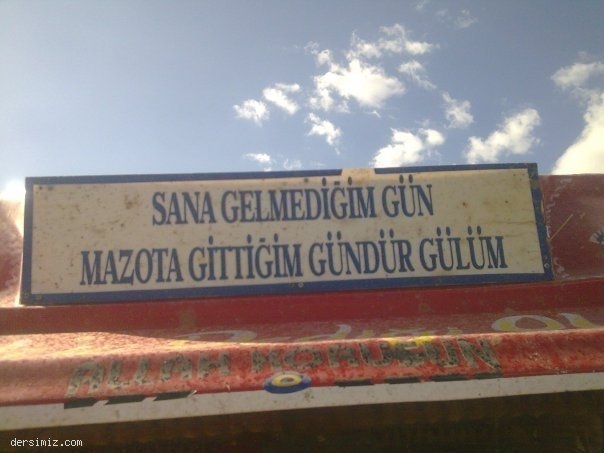 SANA GELMEDİĞİM GÜN
MAZOTA GİTTİĞİM GÜNDÜR GÜLÜM
ALLAH KORUSUN
dersimiz.com